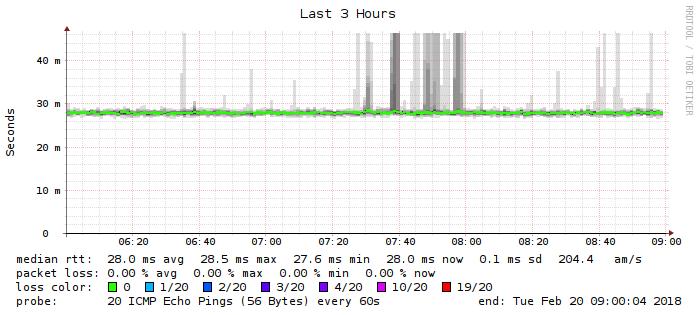 Last 3 Hours
RRDTOOL / TOBI OETIKER
Seconds
40 m
30 m
20 m
10 m
0
06:20 06:40 07:00 07:20 07:40 08:00 08:20 08:40 09:00
median rtt: 28.0 ms avg 28.5 ms max 27.6 ms min 28.0 ms now 0.1 ms sd 204.4 am/s
packet loss: 0.00 % avg 0.00 % max 0.00 % min 0.00 % now
loss color: 0 1/20 2/20 3/20 4/20 10/20 19/20
probe: 20 ICMP Echo Pings (56 Bytes) every 60s end: Tue Feb 20 09:00:04 2018